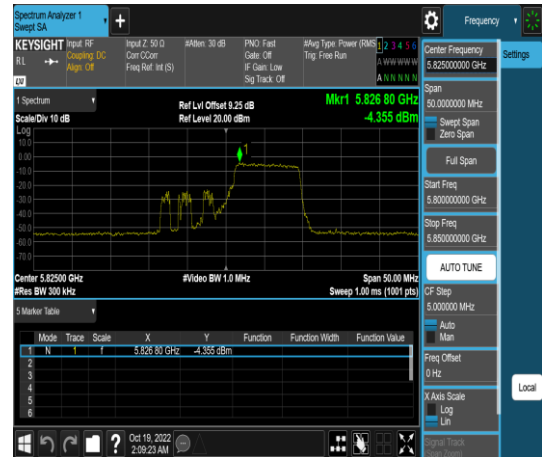 Spectrum Analyzer 1
Swept SA
+
Frequency
KEYSIGHT
RL
Input: RF
Coupling: DC
Align: Off
Input Z: 50 Ω
Corr CCorr
Freq Ref: Int (S)
#Atten: 30 dB
PNO: Fast
Gate: Off
IF Gain: Low
Sig Track: Off
#Avg Type: Power (RMS
Trig: Free Run
1 2 3 4 5 6
A WWWWW
A N N N N N
LXI
1 Spectrum
Scale/Div 10 dB
Ref Lvl Offset 9.25 dB
Ref Level 20.00 dBm
Mkr1 5.826 80 GHz
-4.355 dBm
Log
10.0
0.00
-10.0
-20.0
-30.0
-40.0
-50.0
-60.0
-70.0
1
Center 5.82500 GHz
#Res BW 300 kHz
#Video BW 1.0 MHz
Span 50.00 MHz
Sweep 1.00 ms (1001 pts)
5 Marker Table
Mode Trace Scale X Y Function Function Width Function Value
1 N 1 f 5.826 80 GHz -4.355 dBm
2
3
4
5
6
?
Oct 19, 2022
2:09:23 AM
Center Frequency
5.825000000 GHz
Settings
Span
50.0000000 MHz
Swept Span
Zero Span
Full Span
Start Freq
5.800000000 GHz
Stop Freq
5.850000000 GHz
AUTO TUNE
CF Step
5.000000 MHz
Auto
Man
Freq Offset
0 Hz
X Axis Scale
Log
Lin
Signal Track
(Span Zoom)
Local